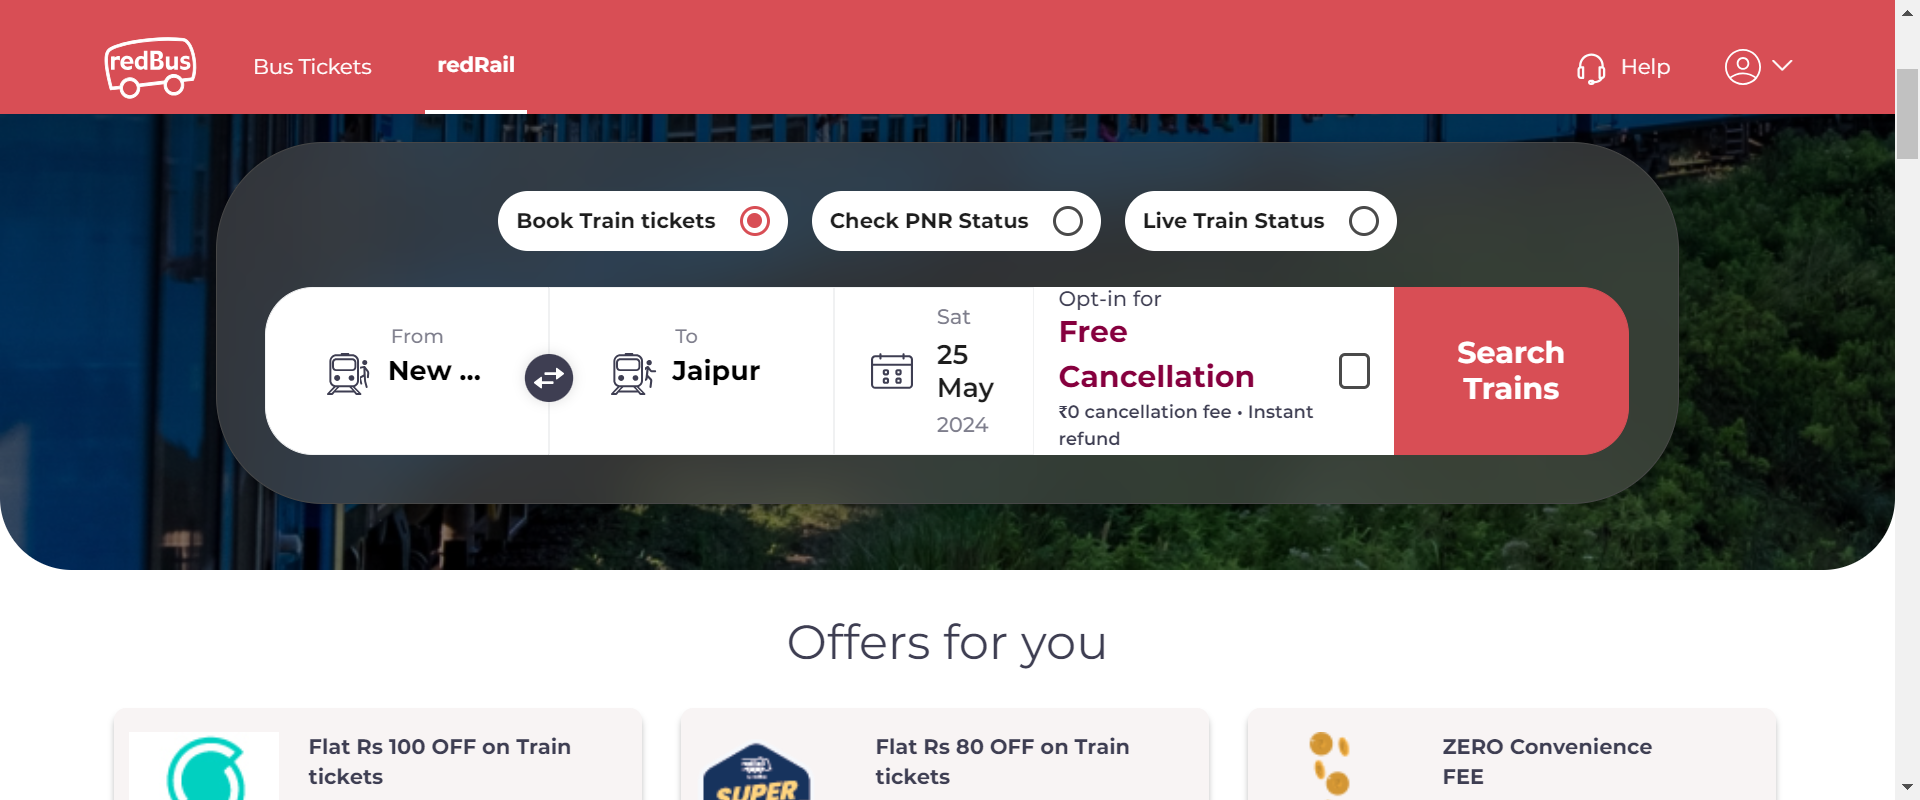 redBus
Bus Tickets
redRail
Help
Book Train tickets
Check PNR Status
Live Train Status
From
New ...
To
Jaipur
Sat
25
May
2024
Opt-in for
Free
Cancellation
₹0 cancellation fee • Instant
refund
Search
Trains
Offers for you
Flat Rs 100 OFF on Train
tickets
SUPER
Flat Rs 80 OFF on Train
tickets
ZERO Convenience
FEE